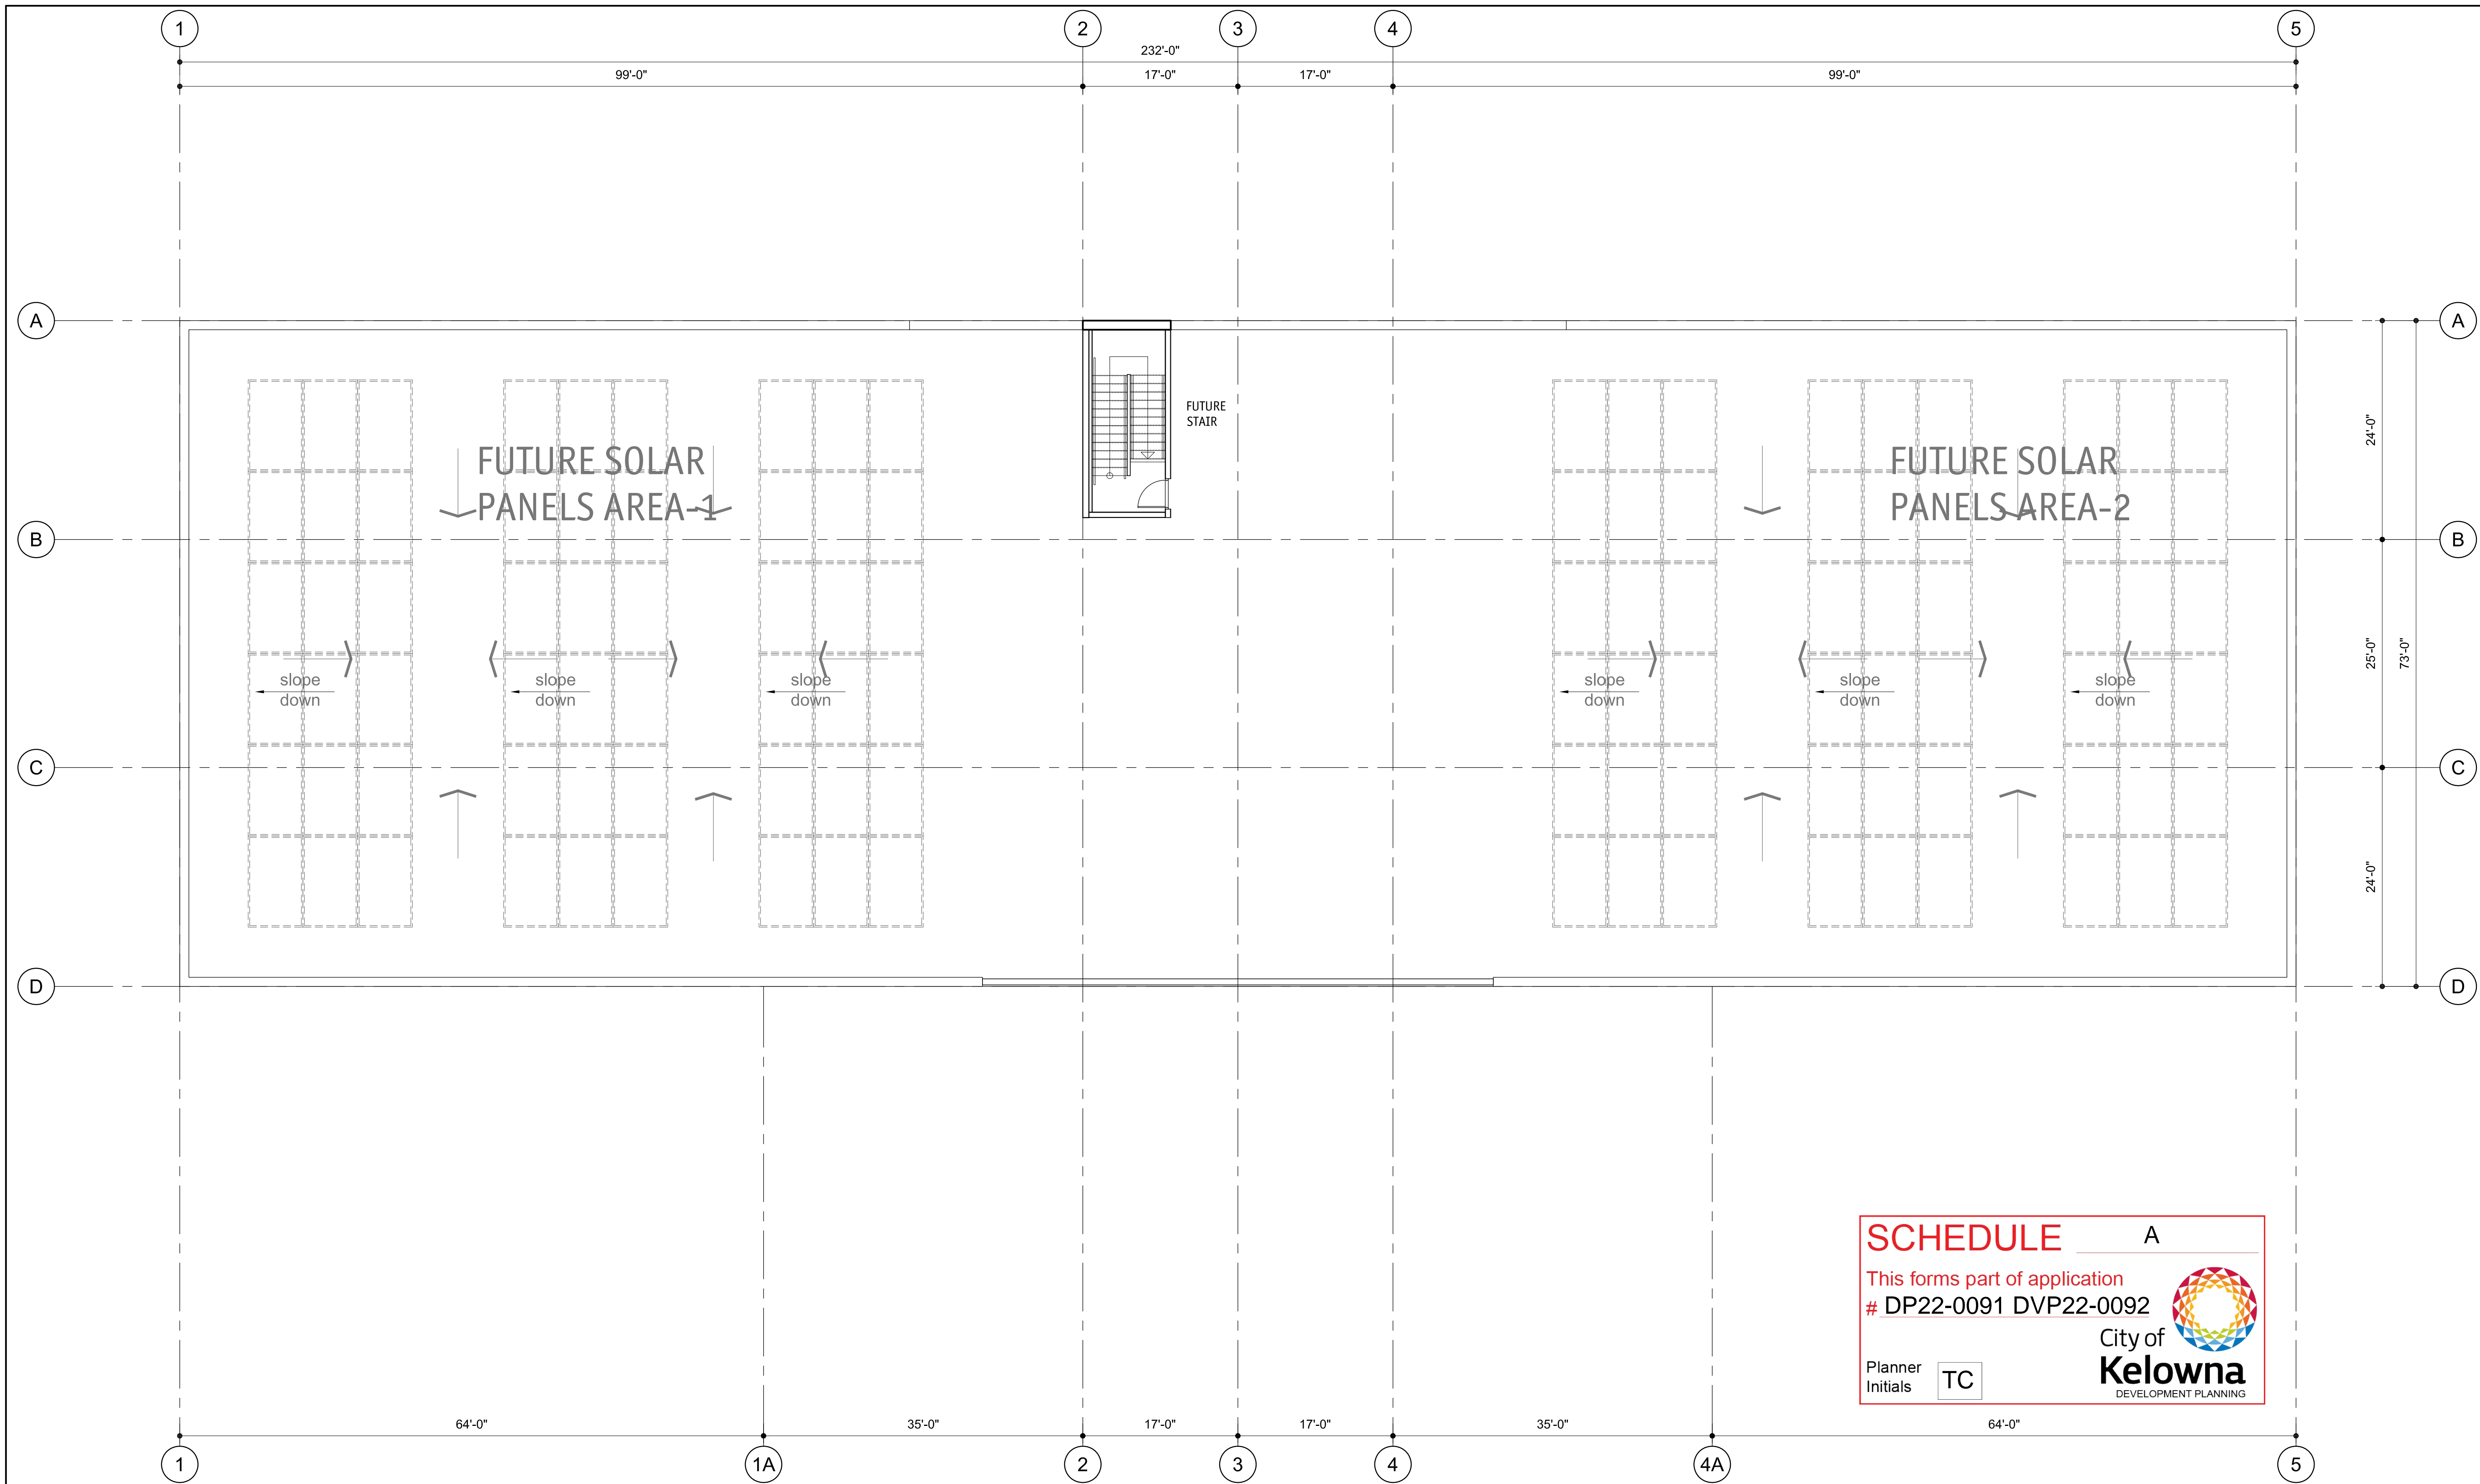 1 2 3 4 5
232'-0"
99'-0" 17'-0" 17'-0" 99'-0"
A A
FUTURE
STAIR
24'-0"
FUTURE SOLAR
PANELS AREA-1
FUTURE SOLAR
PANELS AREA-2
B B
25'-0"
73'-0"
slope
down
slope
down
slope
down
slope
down
slope
down
slope
down
C C
24'-0"
D D
SCHEDULE A
This forms part of application
# DP22-0091 DVP22-0092
City of
Kelowna
DEVELOPMENT PLANNING
Planner
Initials TC
64'-0" 35'-0" 17'-0" 17'-0" 35'-0" 64'-0"
1 1A 2 3 4 4A 5